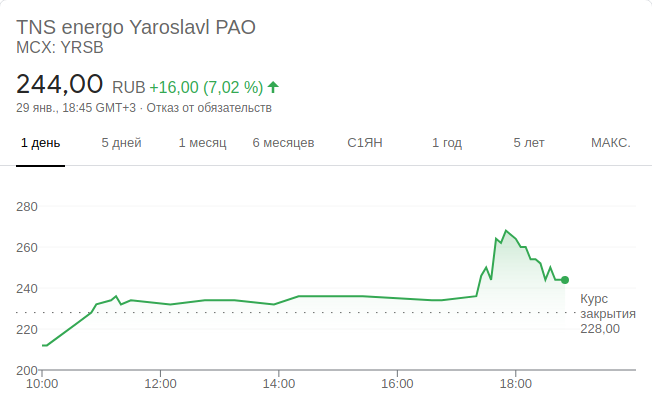 TNS energo Yaroslavl PAO
MCX: YRSB
244,00 RUB +16,00 (7,02 %)
29 янв., 18:45 GMT+3 · Отказ от обязательств
1 день 5 дней 1 месяц 6 месяцев С1ЯН 1 год 5 лет МАКС.
280
260
240
220
200
Курс
закрытия
228,00
10:00 12:00 14:00 16:00 18:00